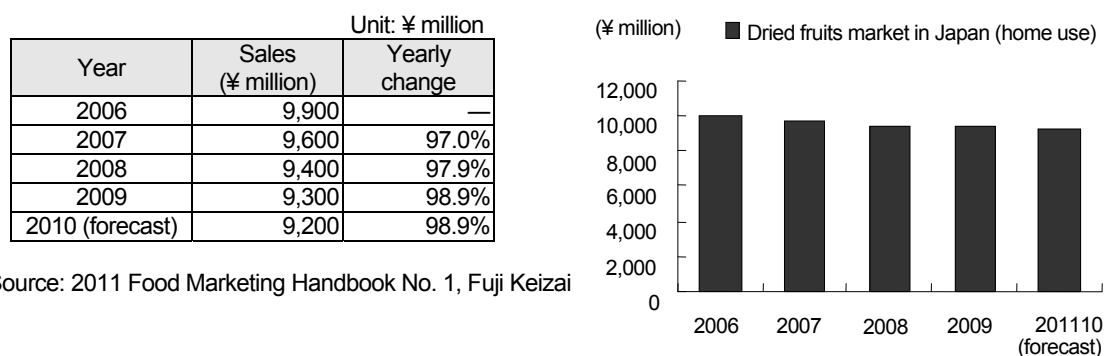 Unit: ¥ million
Year Sales (¥ million) Yearly change
2006 9,900 —
2007 9,600 97.0%
2008 9,400 97.9%
2009 9,300 98.9%
2010 (forecast) 9,200 98.9%
ource: 2011 Food Marketing Handbook No. 1, Fuji Keizai
(¥ million)
Dried fruits market in Japan (home use)
12,000
10,000
8,000
6,000
4,000
2,000
0
2006 2007 2008 2009 201110
(forecast)